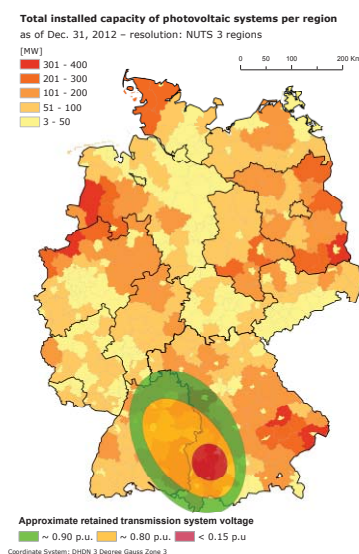 Total installed capacity of photovoltaic systems per region
as of Dec. 31, 2012 – resolution: NUTS 3 regions
[MW]
301 - 400
201 - 300
101 - 200
51 - 100
3 - 50
0 50 100 200 Km
Approximate retained transmission system voltage
~ 0.90 p.u. ~ 0.80 p.u. < 0.15 p.u
Coordinate System: DHDN 3 Degree Gauss Zone 3